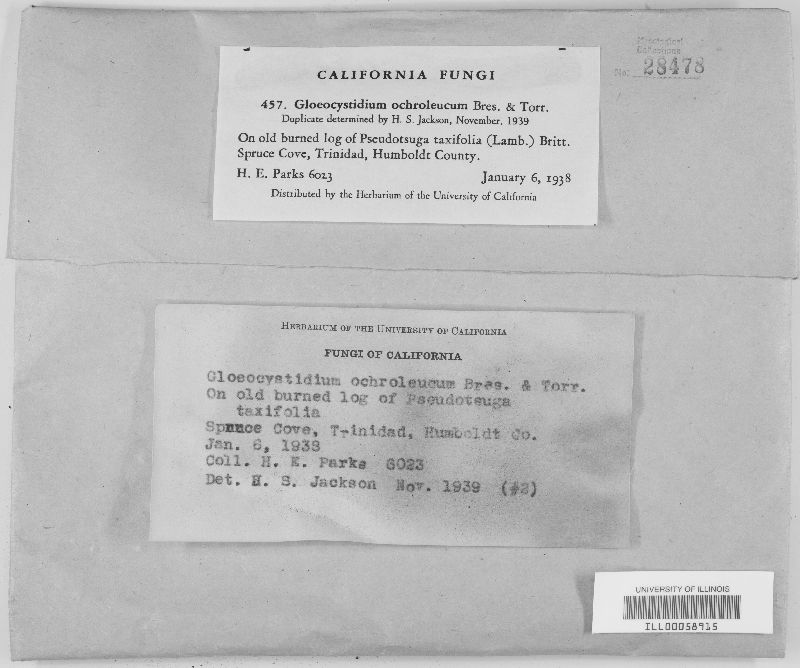 CALIFORNIA FUNGI
457. Gloeocystidium ochroleucum Bres. & Torr.
Duplicate determined by H. S. Jackson, November, 1939
On old burned log of Pseudotsuga taxifolia (Lamb.) Britt.
Spruce Cove, Trinidad, Humboldt County.
H. E. Parks 6023 January 6, 1938
Distributed by the Herbarium of the University of California
Mycological
Collections
No. 28478
HERBARIUM OF THE UNIVERSITY OF CALIFORNIA
FUNGI OF CALIFORNIA
Gloeocystidium ochroleucum Bres. & Torr.
On old burned log of Pseudotsuga
taxifolia
Spruce Cove, Trinidad, Humboldt Co.
Jan. 6, 1938
Coll. H. E. Parks 6023
Det. H. S. Jackson Nov. 1939 (#2)
UNIVERSITY OF ILLINOIS
ILL00058915